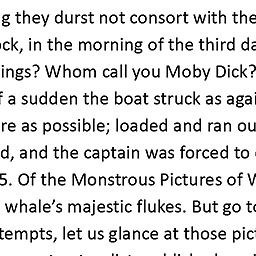 g they durst not consort with the
ck, in the morning of the third da
ings? Whom call you Moby Dick?
f a sudden the boat struck as agai
re as possible; loaded and ran ou
d, and the captain was forced to
5. Of the Monstrous Pictures of W
whale’s majestic flukes. But go to
tempts, let us glance at those pict